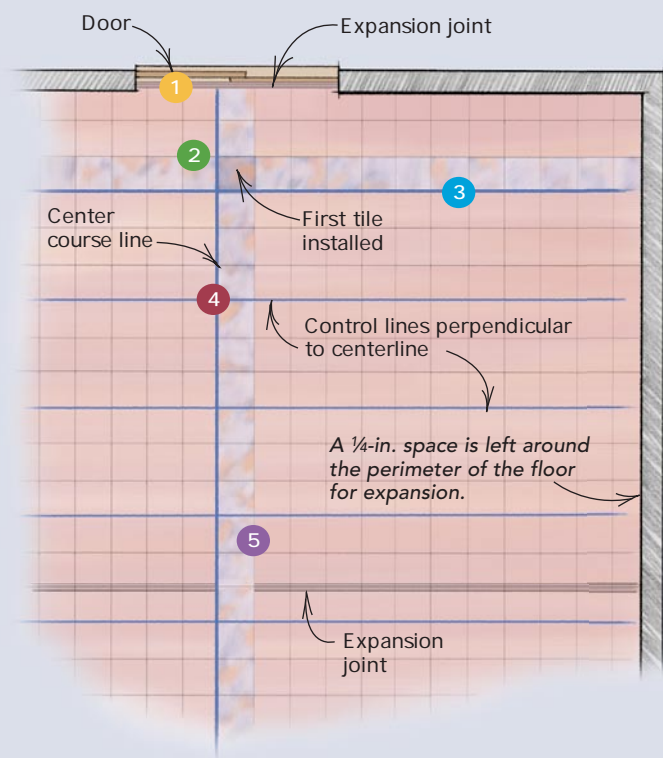 Door
Expansion joint
1
2
3
First tile
installed
Center
course line
4
Control lines perpendicular
to centerline
A ¼-in. space is left around
the perimeter of the floor
for expansion.
5
Expansion
joint